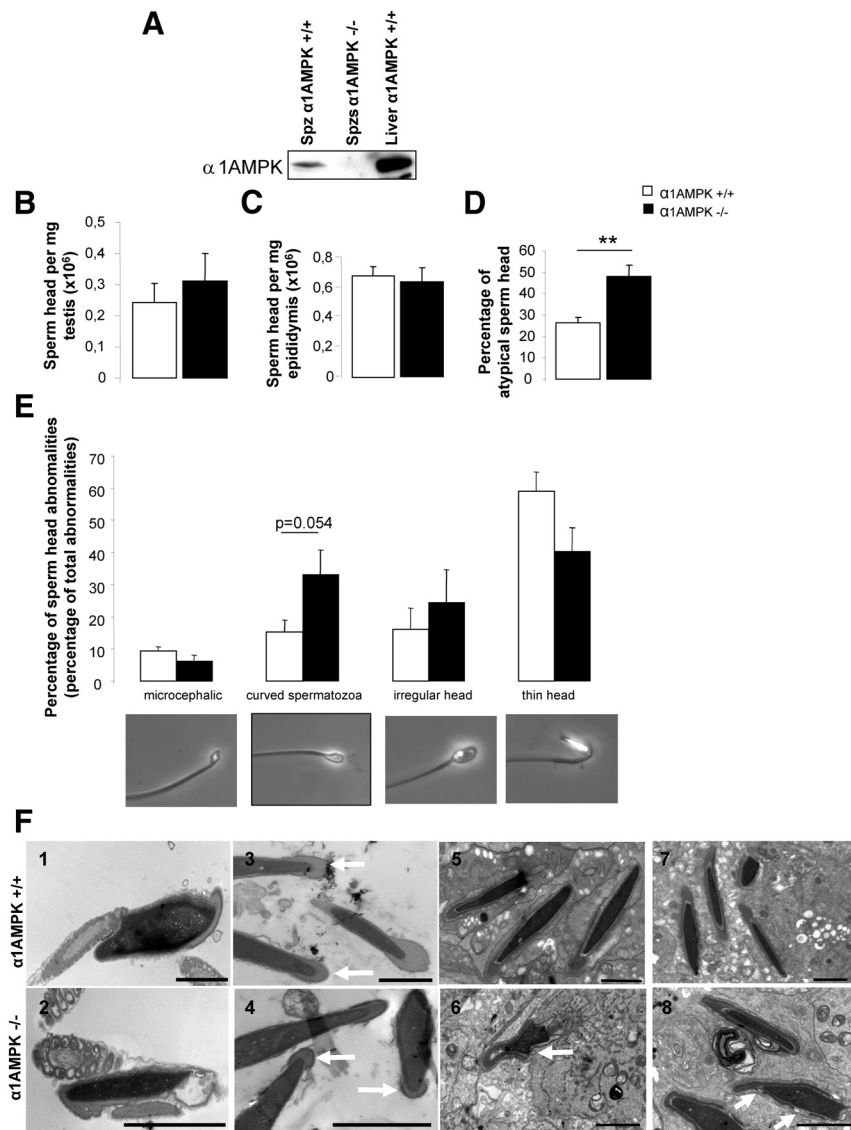 A
Spz α1AMPK +/+
Spzs α1AMPK -/-
Liver α1AMPK +/+
α 1AMPK
B
Sperm head per mg
testis (x10⁶)
0,5
0,4
0,3
0,2
0,1
0
C
Sperm head per mg
epididymis (x10⁶)
0,8
0,6
0,4
0,2
0
D
α1AMPK +/+
α1AMPK -/-
Percentage of
atypical sperm head
60
50
40
30
20
10
0
**
E
Percentage of sperm head abnomalities
(percentage of total abnormalities)
70
60
50
40
30
20
10
0
p=0.054
microcephalic
curved spermatozoa
irregular head
thin head
F
α1AMPK +/+
1
3
5
7
α1AMPK -/-
2
4
6
8